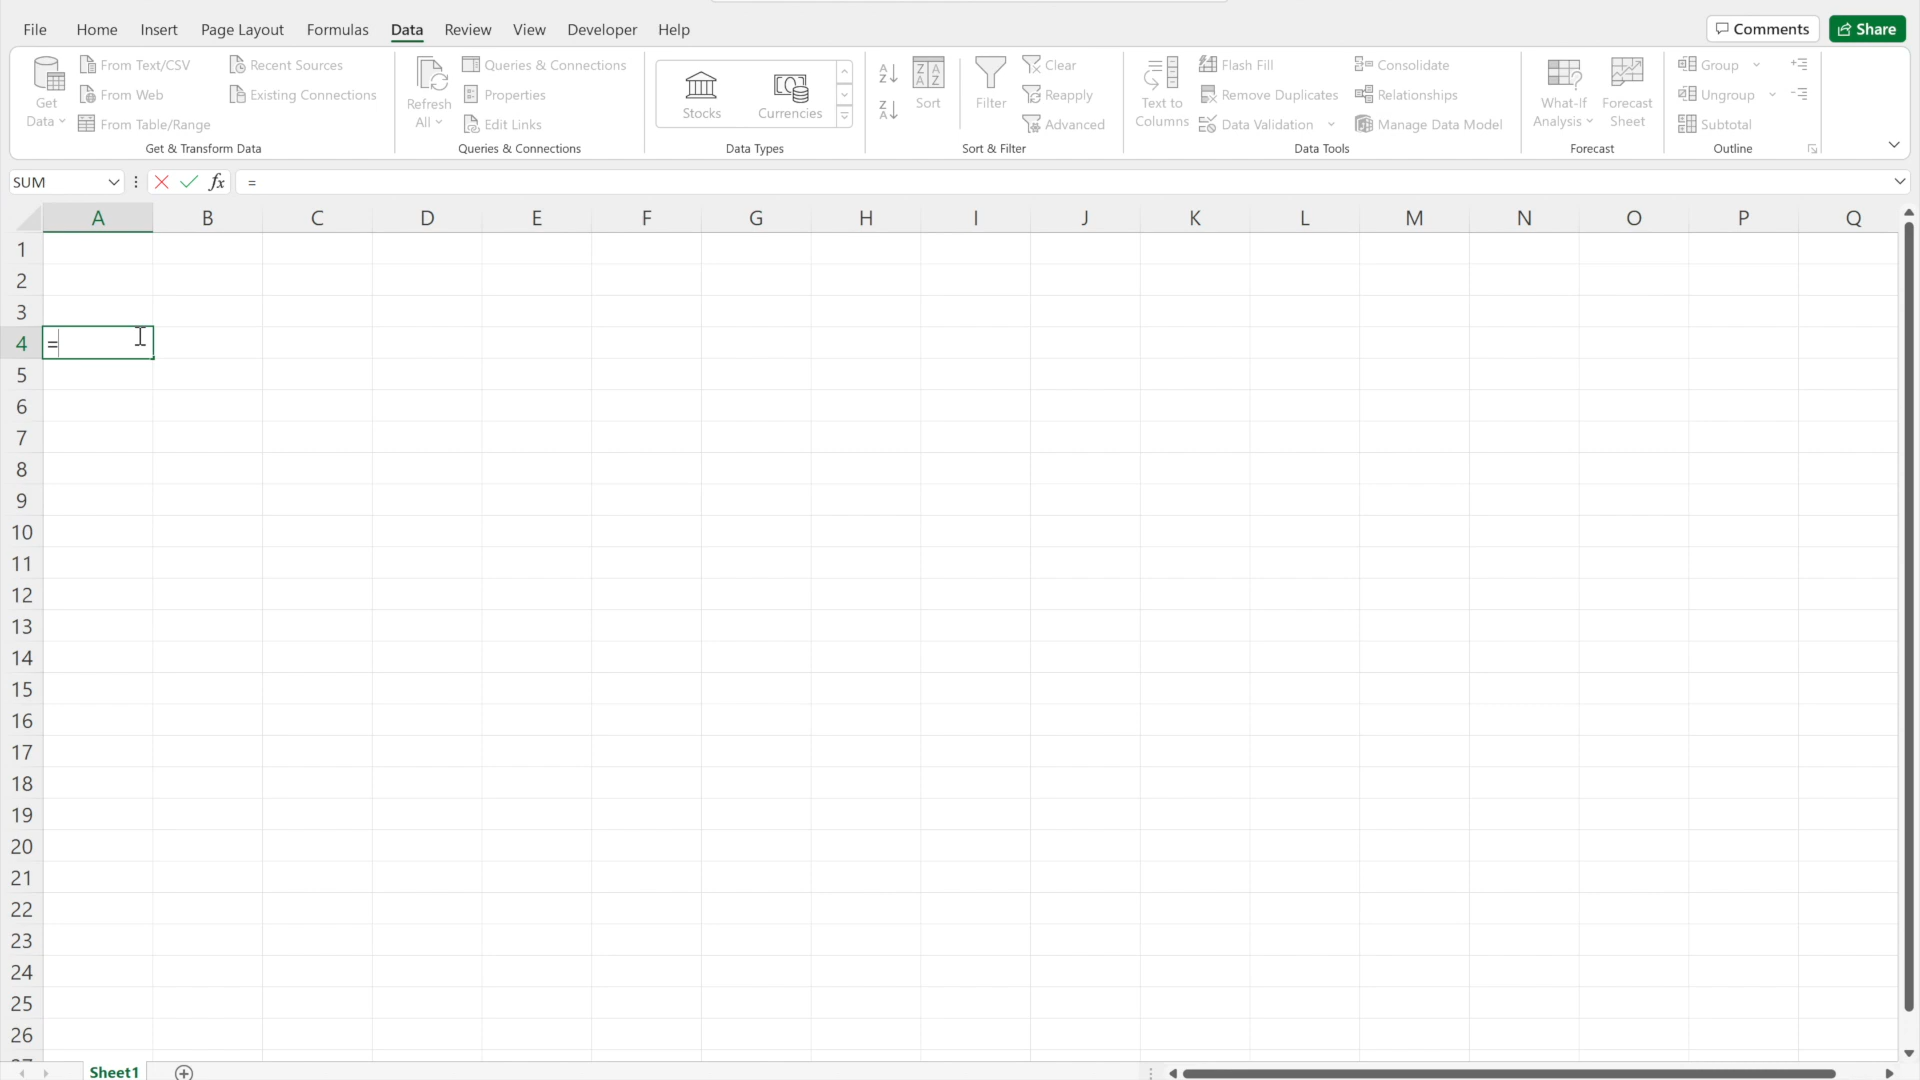 File Home Insert Page Layout Formulas Data Review View Developer Help Comments Share
Get Data
From Text/CSV
From Web
From Table/Range
Recent Sources
Existing Connections
Get & Transform Data
Refresh All
Queries & Connections
Properties
Edit Links
Queries & Connections
Stocks
Currencies
Data Types
Sort
Filter
Clear
Reapply
Advanced
Sort & Filter
Text to Columns
Flash Fill
Remove Duplicates
Data Validation
Consolidate
Relationships
Manage Data Model
Data Tools
What-If Analysis
Forecast Sheet
Forecast
Group
Ungroup
Subtotal
Outline
SUM fx =
A B C D E F G H I J K L M N O P Q
1
2
3
4 =
5
6
7
8
9
10
11
12
13
14
15
16
17
18
19
20
21
22
23
24
25
26
Sheet1